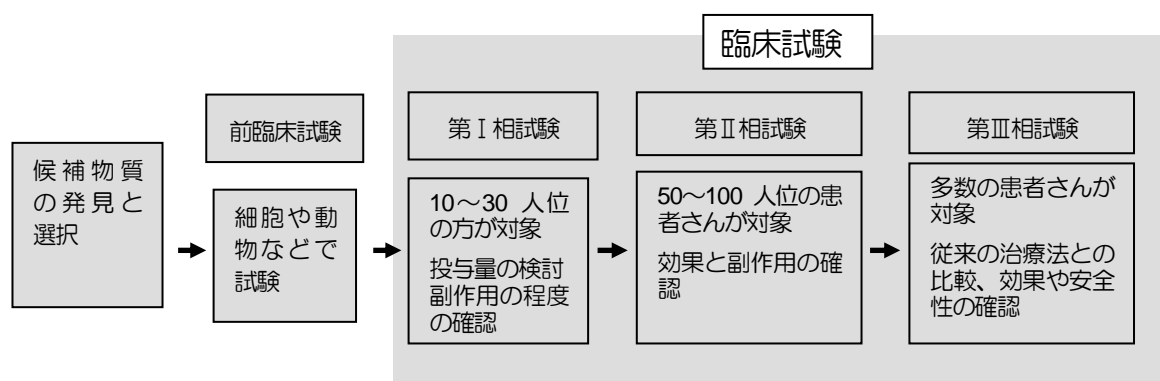 臨床試験
候補物質
の発見と
選択
前臨床試験
細胞や動
物などで
試験
第Ⅰ相試験
10～30 人位
の方が対象
投与量の検討
副作用の程度
の確認
第Ⅱ相試験
50～100 人位の患
者さんが対象
効果と副作用の確
認
第Ⅲ相試験
多数の患者さんが
対象
従来の治療法との
比較、効果や安全
性の確認